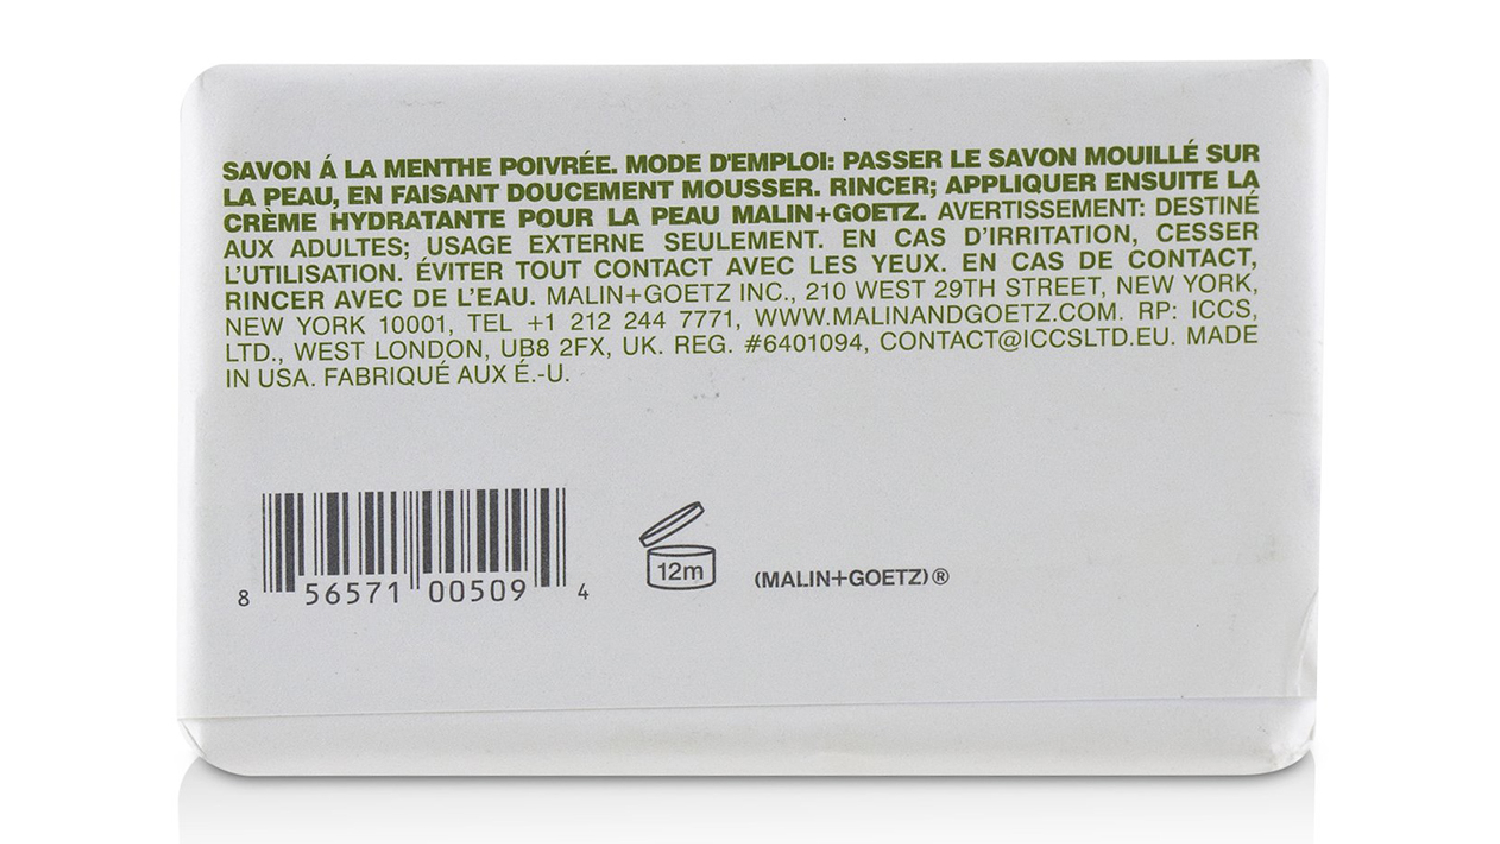 SAVON Á LA MENTHE POIVRÉE. MODE D'EMPLOI: PASSER LE SAVON MOUILLÉ SUR
LA PEAU, EN FAISANT DOUCEMENT MOUSSER. RINCER; APPLIQUER ENSUITE LA
CRÈME HYDRATANTE POUR LA PEAU MALIN+GOETZ. AVERTISSEMENT: DESTINÉ
AUX ADULTES; USAGE EXTERNE SEULEMENT. EN CAS D'IRRITATION, CESSER
L'UTILISATION. ÉVITER TOUT CONTACT AVEC LES YEUX. EN CAS DE CONTACT,
RINCER AVEC DE L'EAU. MALIN+GOETZ INC., 210 WEST 29TH STREET, NEW YORK,
NEW YORK 10001, TEL +1 212 244 7771, WWW.MALINANDGOETZ.COM. RP: ICCS,
LTD., WEST LONDON, UB8 2FX, UK. REG. #6401094, CONTACT@ICCSLTD.EU. MADE
IN USA. FABRIQUÉ AUX É.-U.
8 56571 00509 4
12m
(MALIN+GOETZ)®